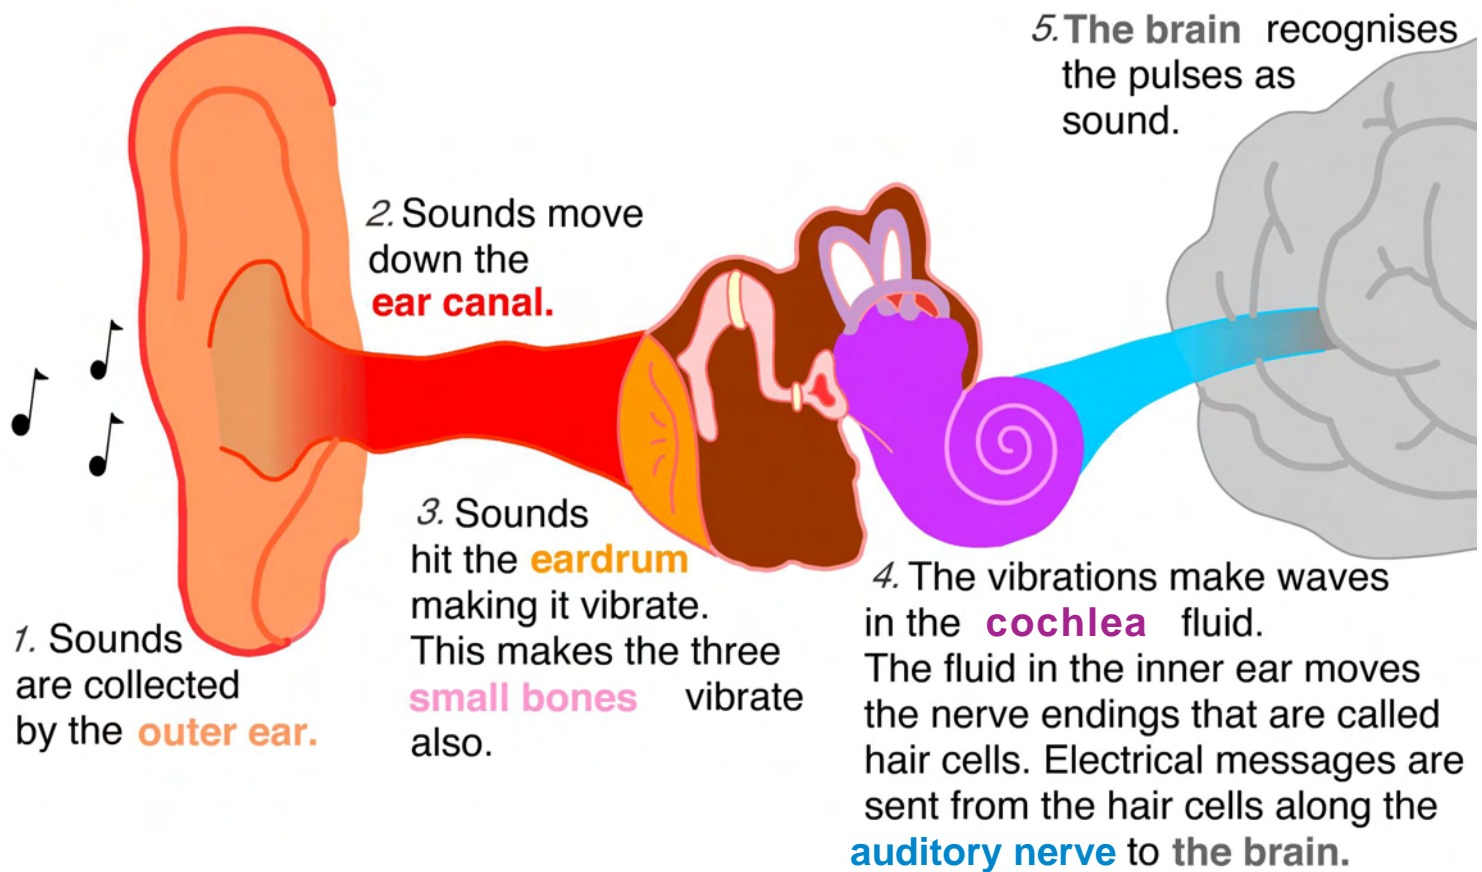 1. Sounds
are collected
by the outer ear.
2. Sounds move
down the
ear canal.
3. Sounds
hit the eardrum
making it vibrate.
This makes the three
small bones vibrate
also.
4. The vibrations make waves
in the cochlea fluid.
The fluid in the inner ear moves
the nerve endings that are called
hair cells. Electrical messages are
sent from the hair cells along the
auditory nerve to the brain.
5. The brain recognises
the pulses as
sound.